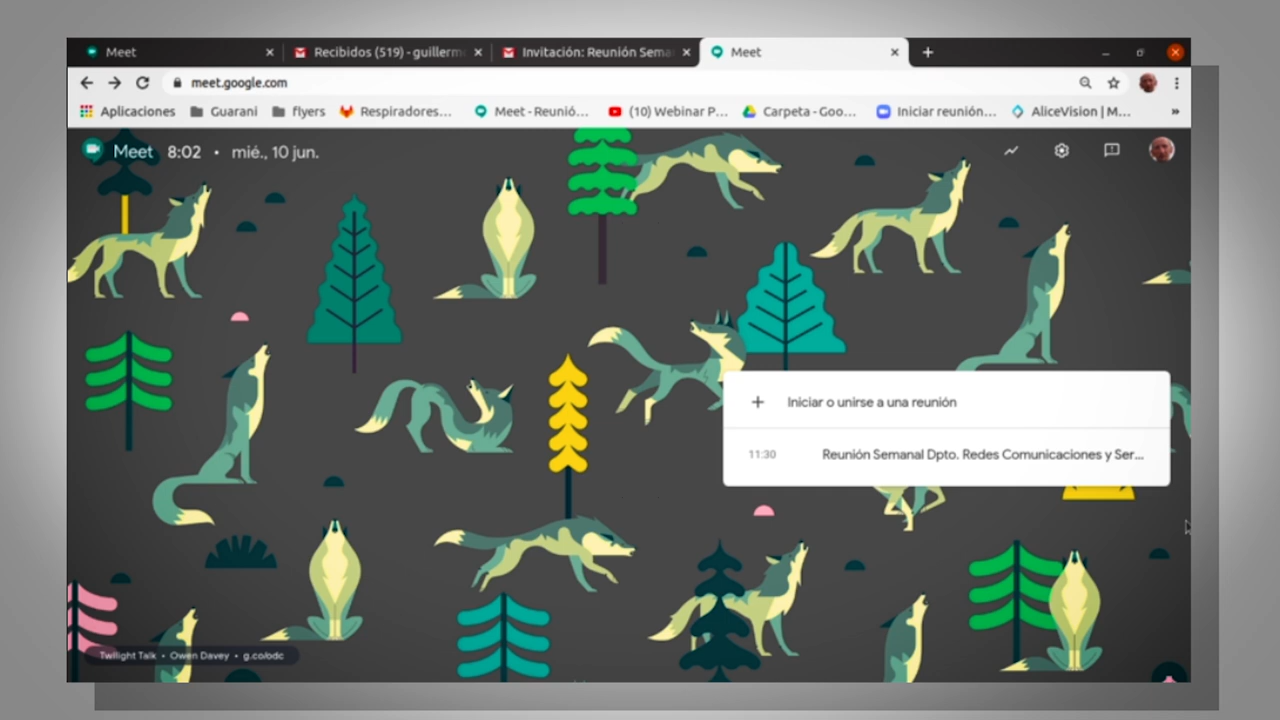 Meet
Recibidos (519) - guillerm
Invitación: Reunión Sema
Meet
meet.google.com
Aplicaciones
Guarani
flyers
Respiradores...
Meet - Reunió...
(10) Webinar P...
Carpeta - Goo...
Iniciar reunión...
AliceVision | M...
»
Meet 8:02 • mié., 10 jun.
+ Iniciar o unirse a una reunión
11:30 Reunión Semanal Dpto. Redes Comunicaciones y Ser...
Twilight Talk • Owen Davey • g.co/odc